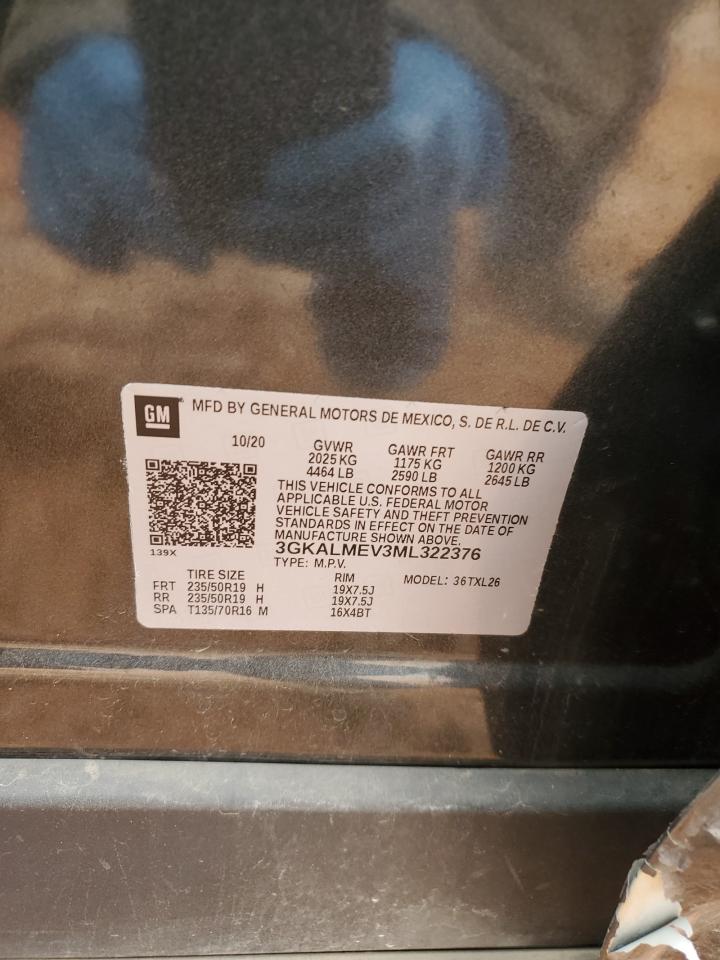 GM MFD BY GENERAL MOTORS DE MEXICO, S. DE R.L. DE C.V.
10/20 GVWR GAWR FRT GAWR RR
2025 KG 1175 KG 1200 KG
4464 LB 2590 LB 2645 LB
THIS VEHICLE CONFORMS TO ALL
APPLICABLE U.S. FEDERAL MOTOR
VEHICLE SAFETY AND THEFT PREVENTION
STANDARDS IN EFFECT ON THE DATE OF
MANUFACTURE SHOWN ABOVE.
139X 3GKALMEV3ML322376
TYPE: M.P.V. MODEL: 36TXL26
TIRE SIZE RIM
FRT 235/50R19 H 19X7.5J
RR 235/50R19 H 19X7.5J
SPA T135/70R16 M 16X4BT